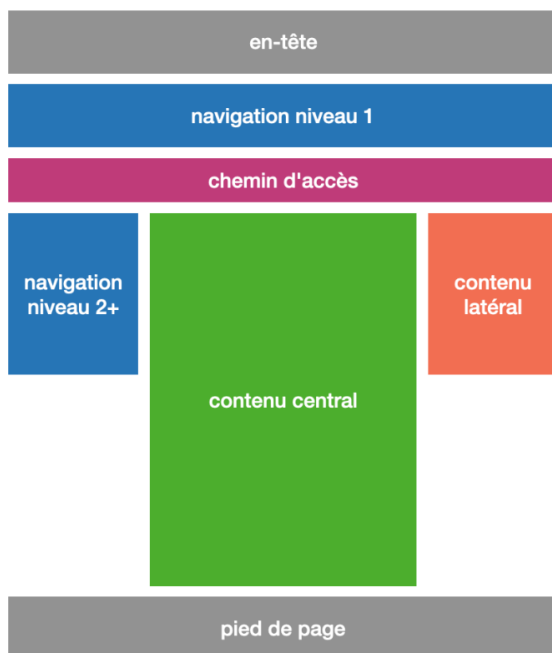 en-tête
navigation niveau 1
chemin d'accès
navigation
niveau 2+
contenu central
contenu
latéral
pied de page